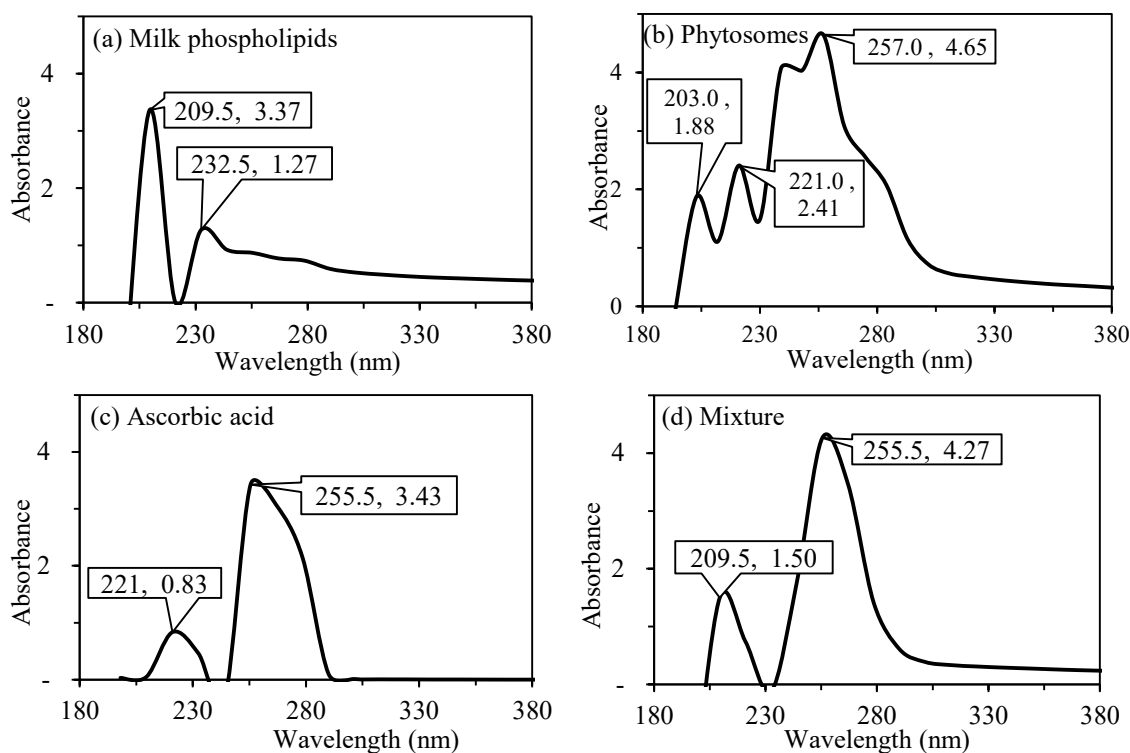 (a) Milk phospholipids
4
2
-
Absorbance
209.5, 3.37
232.5, 1.27
180 230 280 330 380
Wavelength (nm)
(b) Phytosomes
4
2
0
Absorbance
257.0 , 4.65
203.0 ,
1.88
221.0 ,
2.41
180 230 280 330 380
Wavelength (nm)
(c) Ascorbic acid
4
2
-
Absorbance
255.5, 3.43
221, 0.83
180 230 280 330 380
Wavelength (nm)
(d) Mixture
4
2
-
Absorbance
255.5, 4.27
209.5, 1.50
180 230 280 330 380
Wavelength (nm)